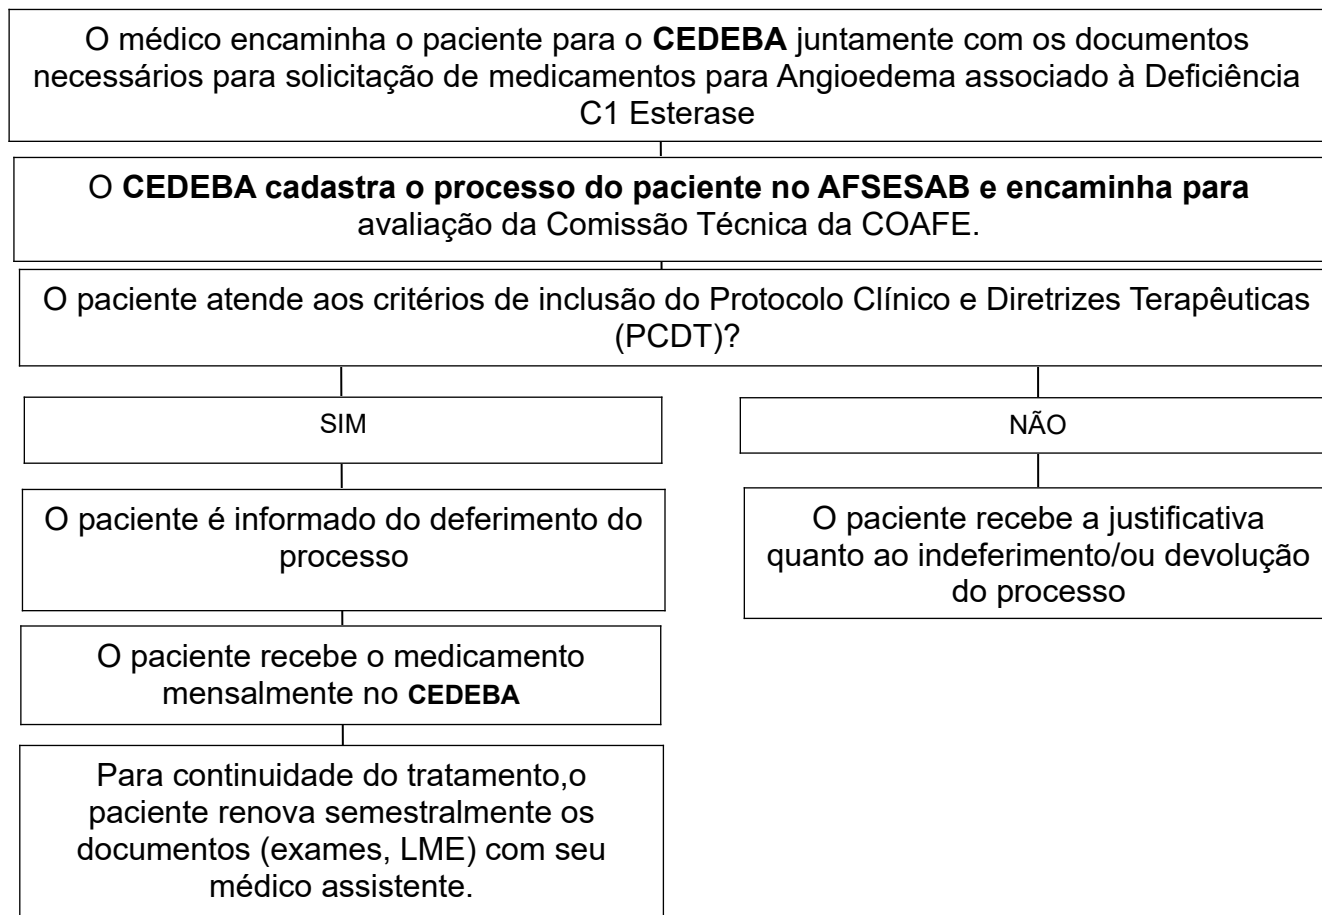 O médico encaminha o paciente para o CEDEBA juntamente com os documentos
necessários para solicitação de medicamentos para Angioedema associado à Deficiência
C1 Esterase
O CEDEBA cadastra o processo do paciente no AFSESAB e encaminha para
avaliação da Comissão Técnica da COAFE.
O paciente atende aos critérios de inclusão do Protocolo Clínico e Diretrizes Terapêuticas
(PCDT)?
SIM
NÃO
O paciente é informado do deferimento do
processo
O paciente recebe a justificativa
quanto ao indeferimento/ou devolução
do processo
O paciente recebe o medicamento
mensalmente no CEDEBA
Para continuidade do tratamento,o
paciente renova semestralmente os
documentos (exames, LME) com seu
médico assistente.